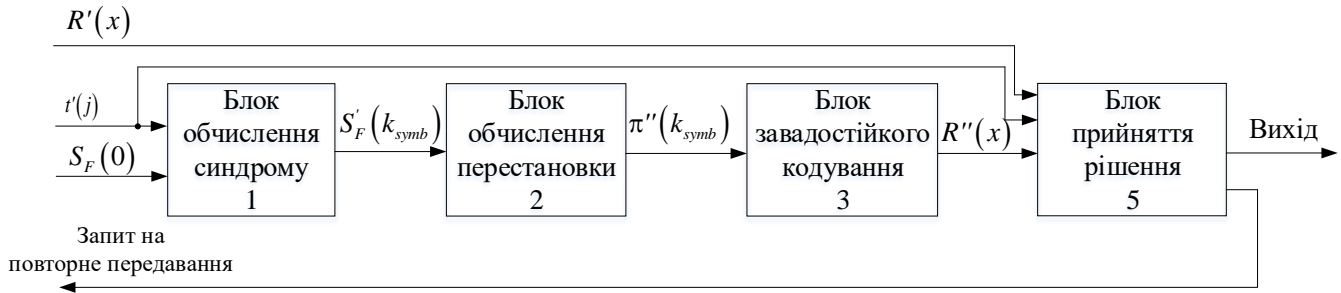 R′(x)
t′(j)
S_F(0)
Блок
обчислення
синдрому
1
S′_F(k_symb)
Блок
обчислення
перестановки
2
π″(k_symb)
Блок
завадостійкого
кодування
3
R″(x)
Блок
прийняття
рішення
5
Вихід
Запит на
повторне передавання